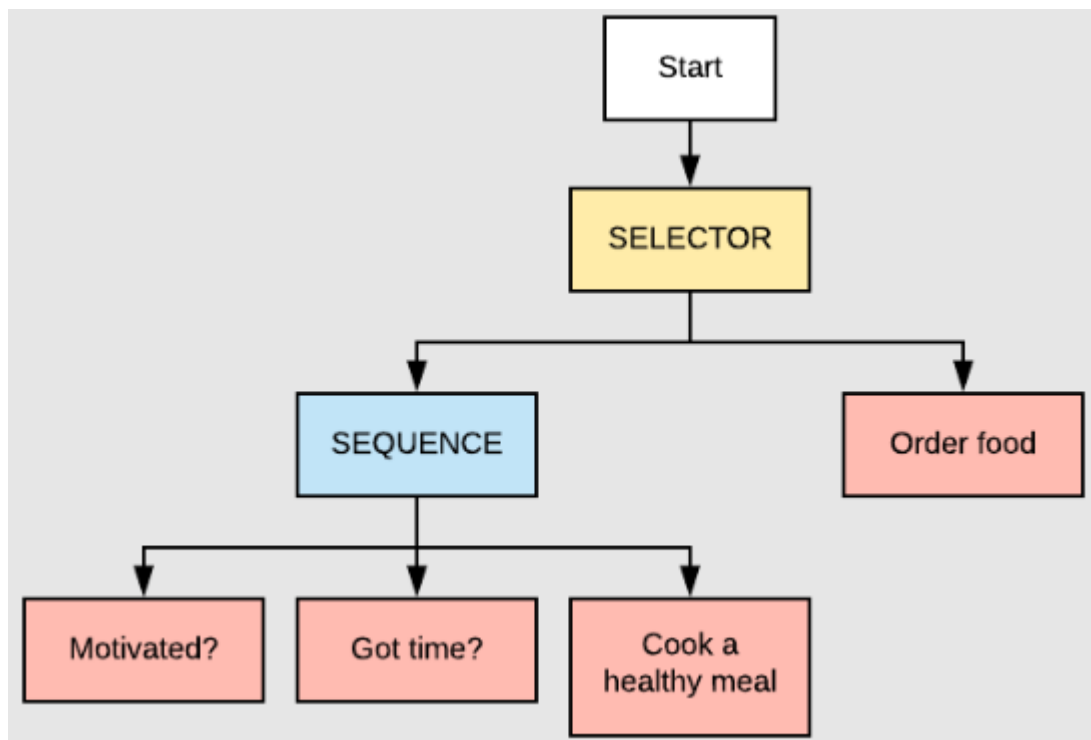 Start
SELECTOR
SEQUENCE
Order food
Motivated?
Got time?
Cook a
healthy meal